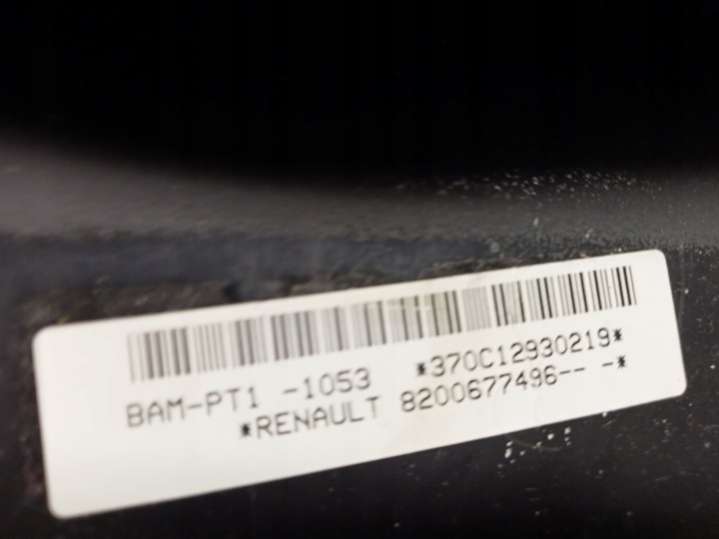 BAM-PT1 -1053 *370C12930219*
*RENAULT 8200677496-- -*